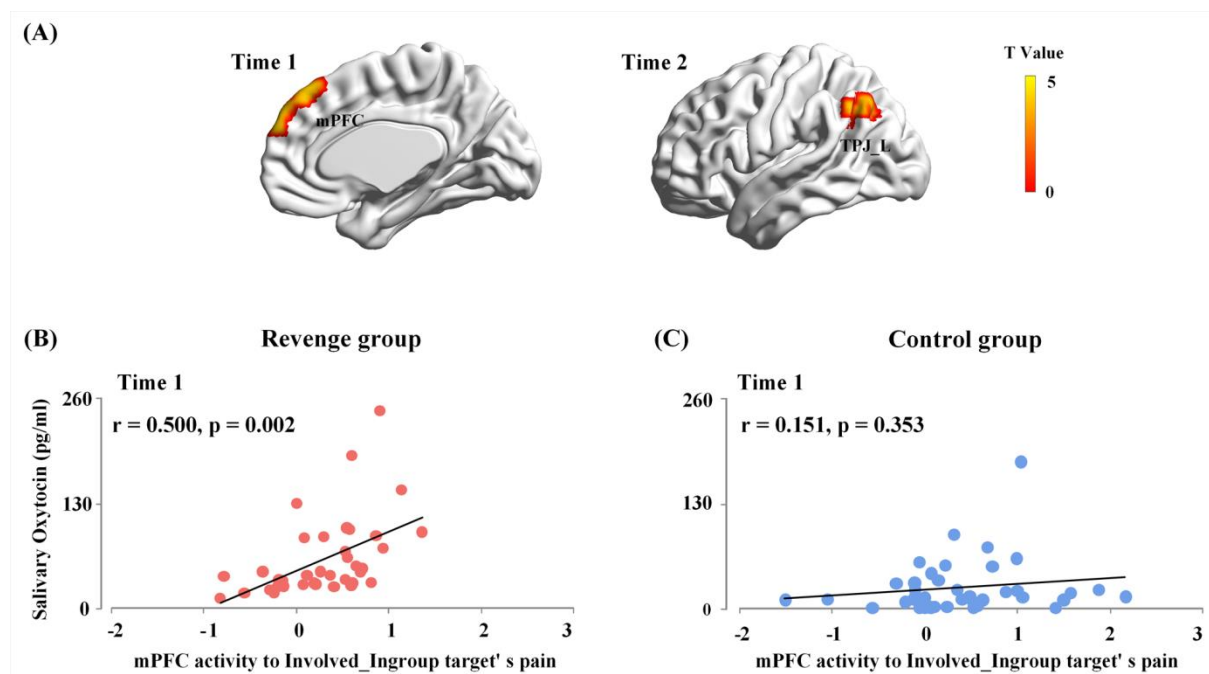 (A)
Time 1
mPFC
Time 2
TPJ_L
T Value
5
0
(B)
Revenge group
Time 1
r = 0.500, p = 0.002
Salivary Oxytocin (pg/ml)
260
130
0
-2 -1 0 1 2 3
mPFC activity to Involved_Ingroup target' s pain
(C)
Control group
Time 1
r = 0.151, p = 0.353
260
130
0
-2 -1 0 1 2 3
mPFC activity to Involved_Ingroup target' s pain